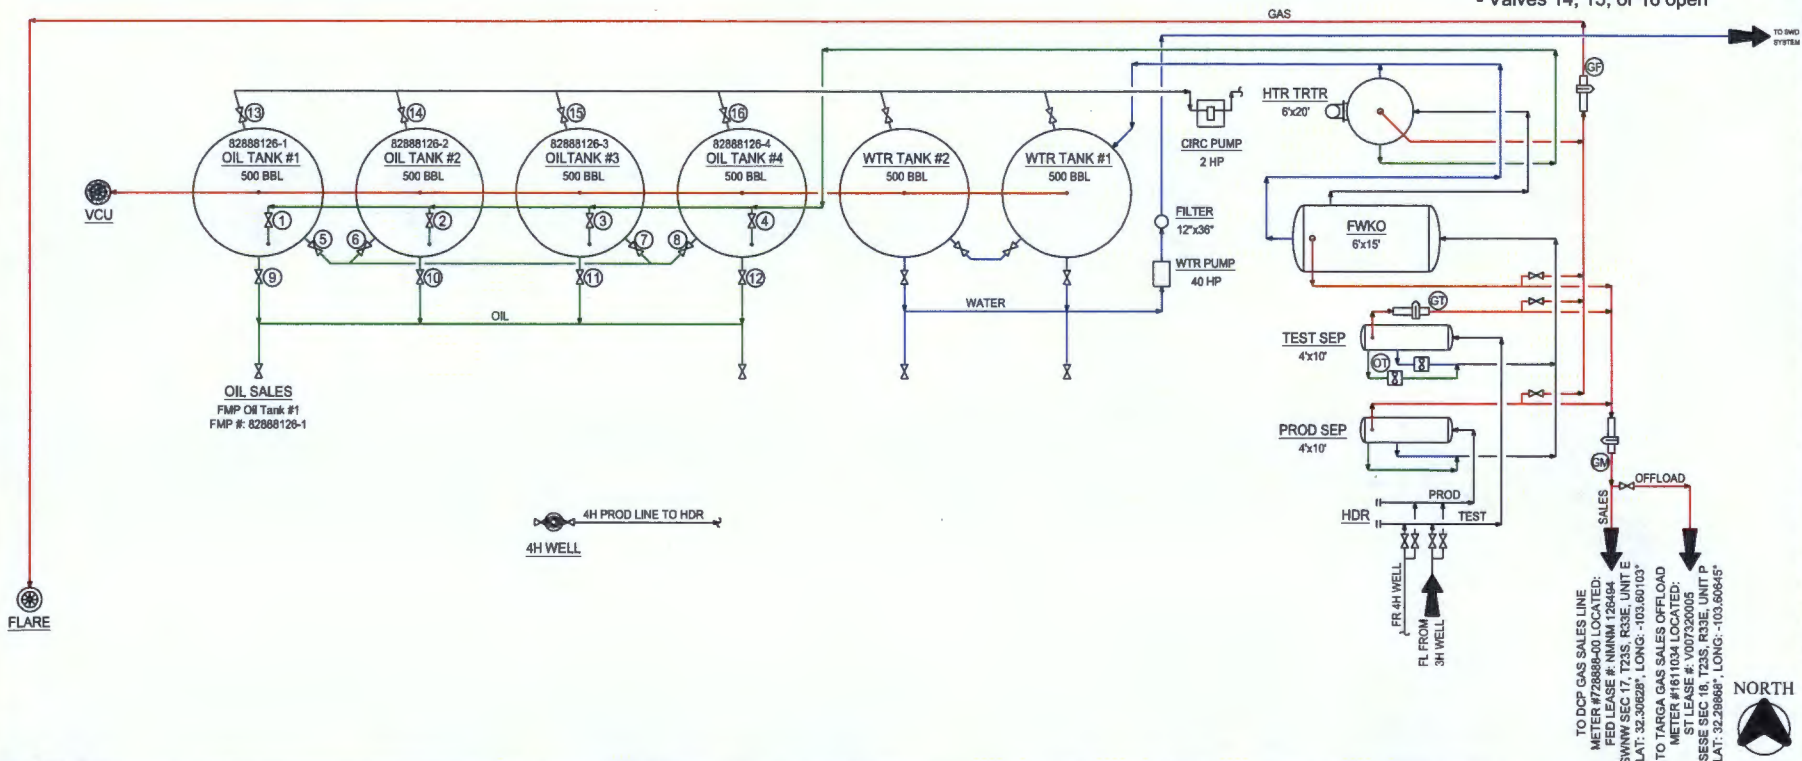 - Valves 14, 15, or 16 open
GAS
TO SWD
SYSTEM
GF
HTR TRTR
6'x20'
13
14
15
16
CIRC PUMP
2 HP
82888126-1
OIL TANK #1
500 BBL
82888126-2
OIL TANK #2
500 BBL
82888126-3
OILTANK #3
500 BBL
82888126-4
OIL TANK #4
500 BBL
WTR TANK #2
500 BBL
WTR TANK #1
500 BBL
VCU
1
2
3
4
5
6
7
8
FILTER
12"x36"
FWKO
6'x15'
9
10
11
12
WTR PUMP
40 HP
WATER
OIL
GT
TEST SEP
4'x10'
OT
OIL SALES
FMP Oil Tank #1
FMP #: 82888126-1
PROD SEP
4'x10'
GM
OFFLOAD
SALES
PROD
HDR
TEST
4H PROD LINE TO HDR
4H WELL
FR 4H WELL
FL FROM
3H WELL
FLARE
TO DCP GAS SALES LINE
METER #728888-00 LOCATED:
FED LEASE #: NMNM 126494
SWNW SEC 17, T23S, R33E, UNIT E
LAT: 32.30628°, LONG: -103.60103°
TO TARGA GAS SALES OFFLOAD
METER #1611034 LOCATED:
ST LEASE #: V007320005
SESE SEC 18, T23S, R33E, UNIT P
LAT: 32.29868°, LONG: -103.60645°
NORTH